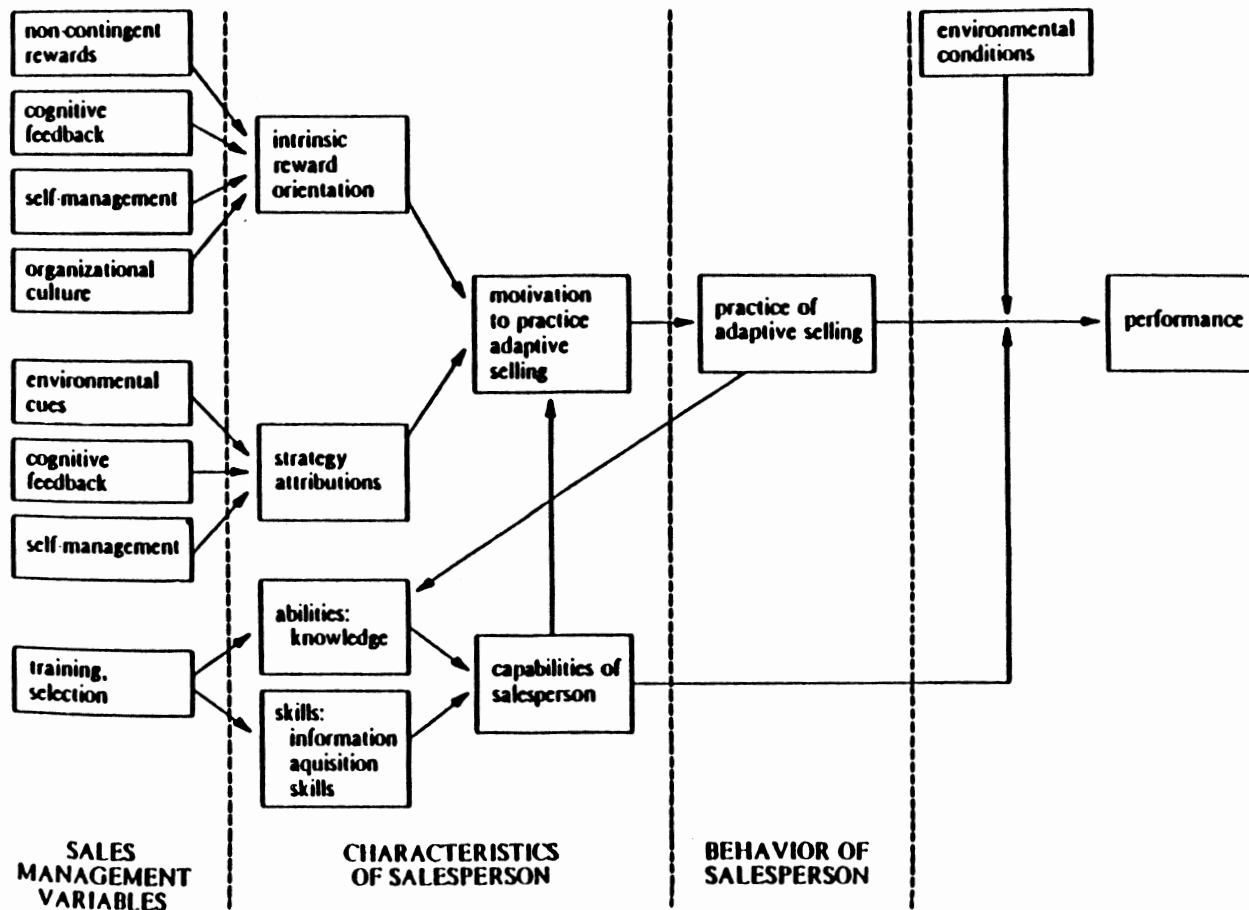 non-contingent
rewards
cognitive
feedback
self-management
organizational
culture
environmental
cues
cognitive
feedback
self-management
training,
selection
intrinsic
reward
orientation
strategy
attributions
abilities:
knowledge
skills:
information
aquisition
skills
motivation
to practice
adaptive
selling
capabilities of
salesperson
practice of
adaptive selling
environmental
conditions
performance
SALES
MANAGEMENT
VARIABLES
CHARACTERISTICS
OF SALESPERSON
BEHAVIOR OF
SALESPERSON